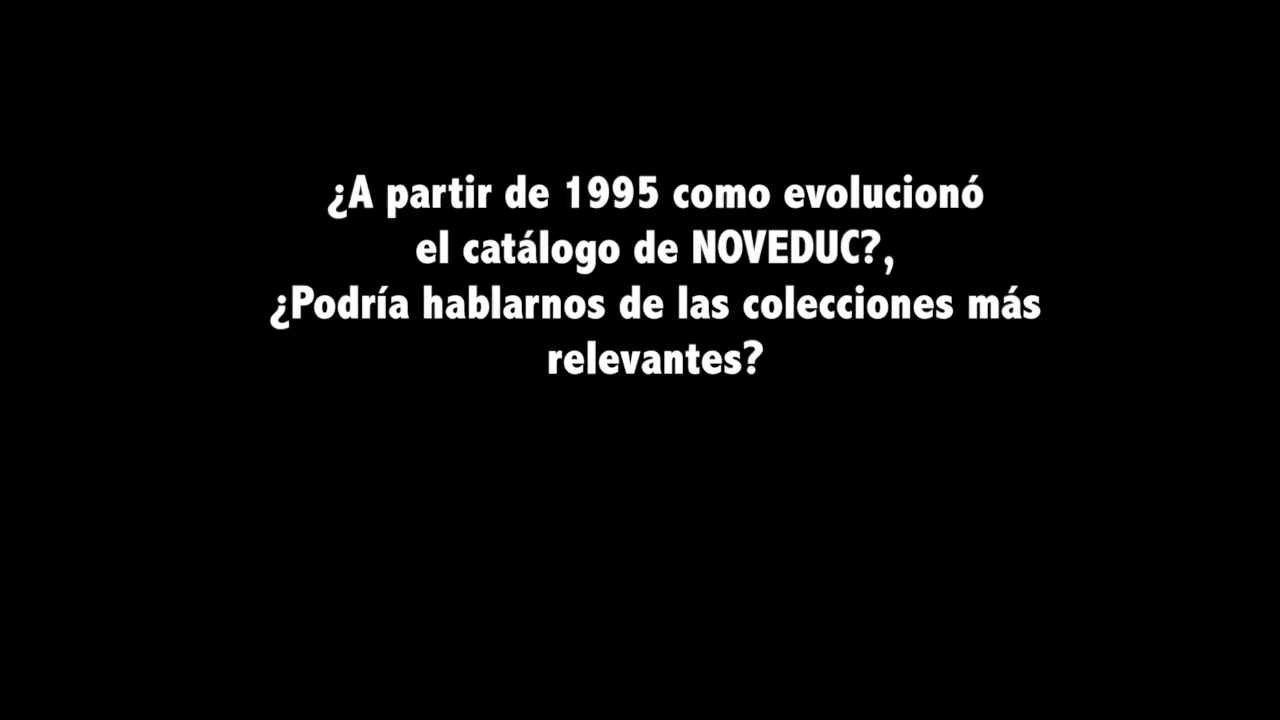 ¿A partir de 1995 como evolucionó
el catálogo de NOVEDUC?,
¿Podría hablarnos de las colecciones más
relevantes?